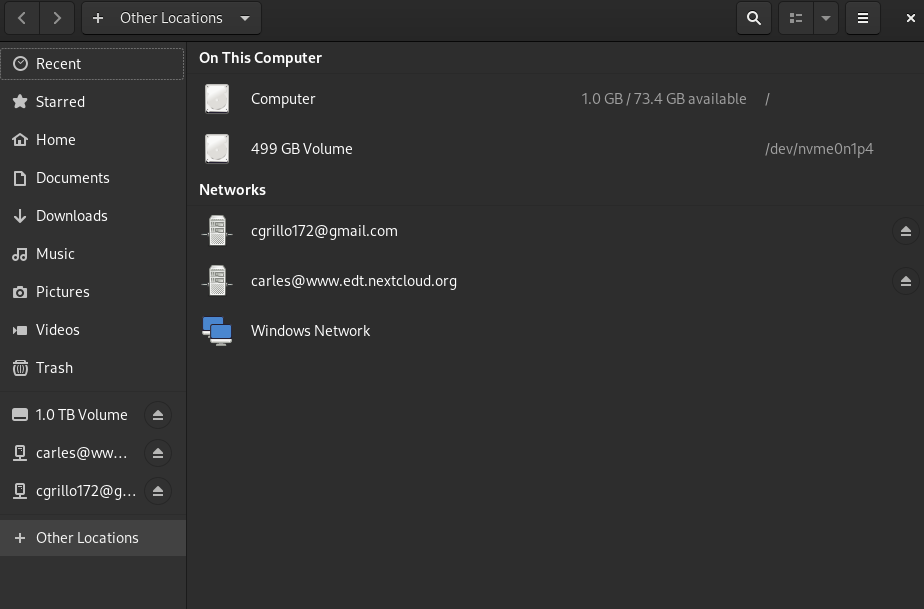 Other Locations
Recent
Starred
Home
Documents
Downloads
Music
Pictures
Videos
Trash
1.0 TB Volume
carles@ww...
cgrillo172@g...
Other Locations
On This Computer
Computer 1.0 GB / 73.4 GB available /
499 GB Volume /dev/nvme0n1p4
Networks
cgrillo172@gmail.com
carles@www.edt.nextcloud.org
Windows Network